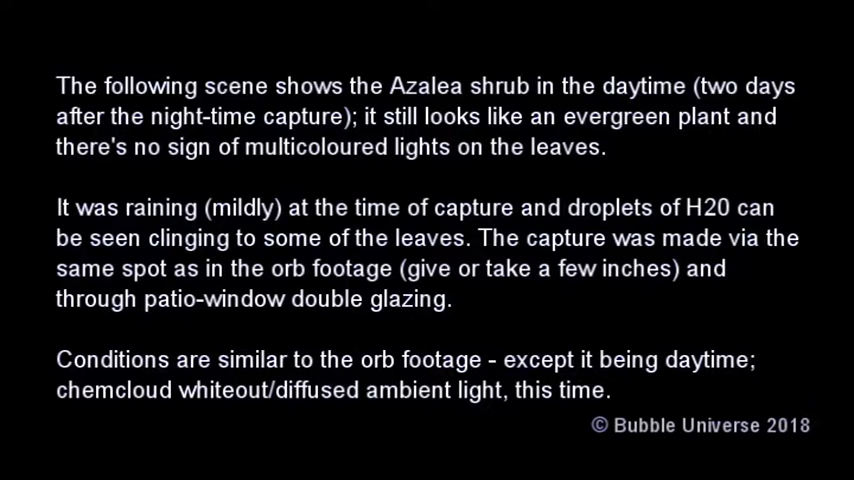 The following scene shows the Azalea shrub in the daytime (two days
after the night-time capture); it still looks like an evergreen plant and
there's no sign of multicoloured lights on the leaves.
It was raining (mildly) at the time of capture and droplets of H20 can
be seen clinging to some of the leaves. The capture was made via the
same spot as in the orb footage (give or take a few inches) and
through patio-window double glazing.
Conditions are similar to the orb footage - except it being daytime;
chemcloud whiteout/diffused ambient light, this time.
© Bubble Universe 2018